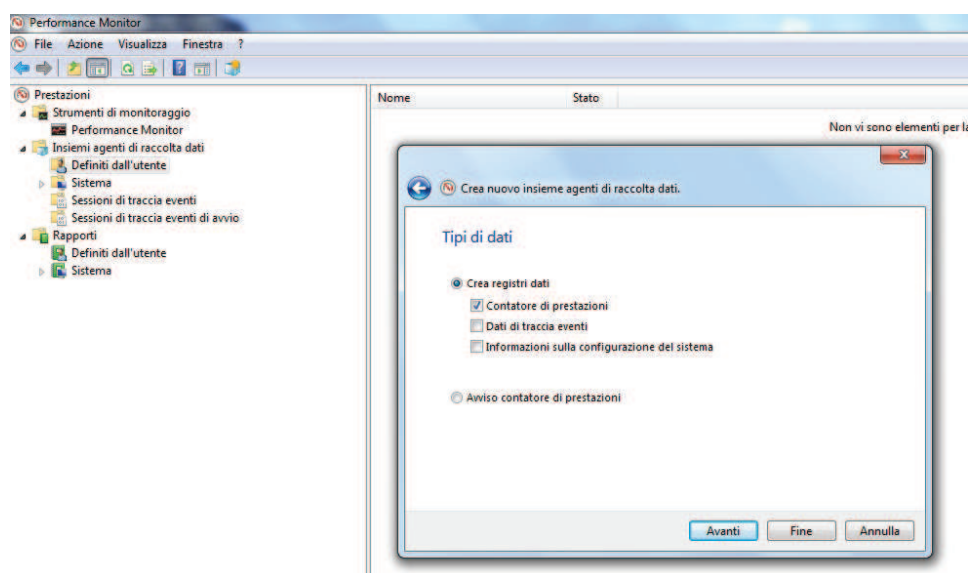 Performance Monitor
File Azione Visualizza Finestra ?
Prestazioni
Strumenti di monitoraggio
Performance Monitor
Insiemi agenti di raccolta dati
Definiti dall'utente
Sistema
Sessioni di traccia eventi
Sessioni di traccia eventi di avvio
Rapporti
Definiti dall'utente
Sistema
Nome Stato
Non vi sono elementi per la
Crea nuovo insieme agenti di raccolta dati.
Tipi di dati
Crea registri dati
Contatore di prestazioni
Dati di traccia eventi
Informazioni sulla configurazione del sistema
Avviso contatore di prestazioni
Avanti Fine Annulla